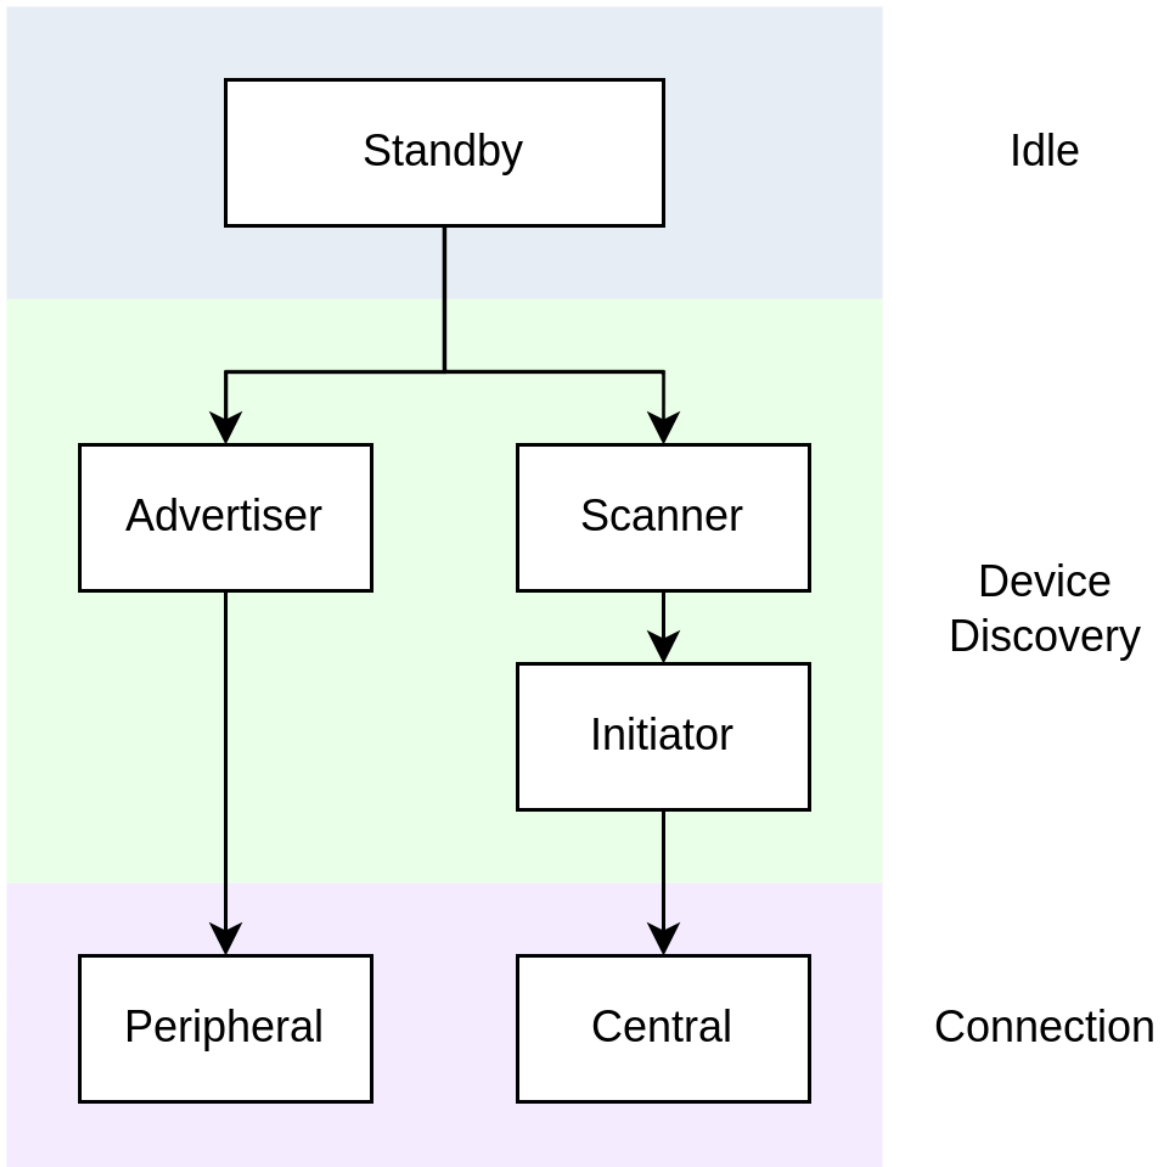 Standby
Idle
Advertiser
Scanner
Device
Discovery
Initiator
Peripheral
Central
Connection